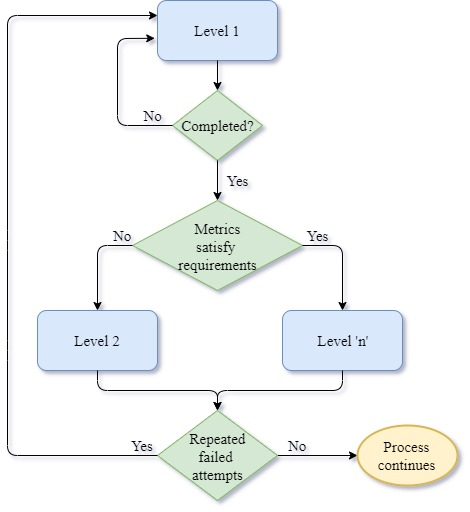 Level 1
No
Completed?
Yes
Metrics
satisfy
requirements
No
Yes
Level 2
Level 'n'
Repeated
failed
attempts
Yes
No
Process
continues